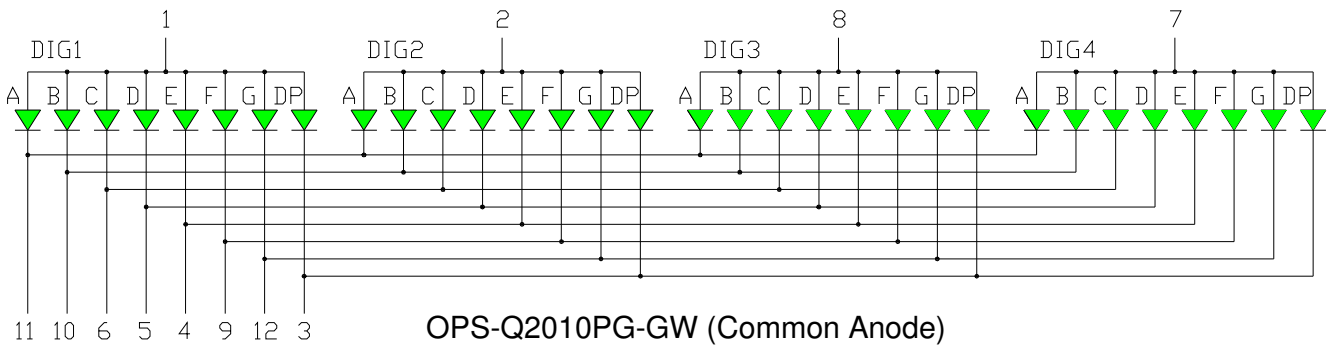 1 2 8 7
DIG1 DIG2 DIG3 DIG4
A B C D E F G DP A B C D E F G DP A B C D E F G DP A B C D E F G DP
11 10 6 5 4 9 12 3
OPS-Q2010PG-GW (Common Anode)